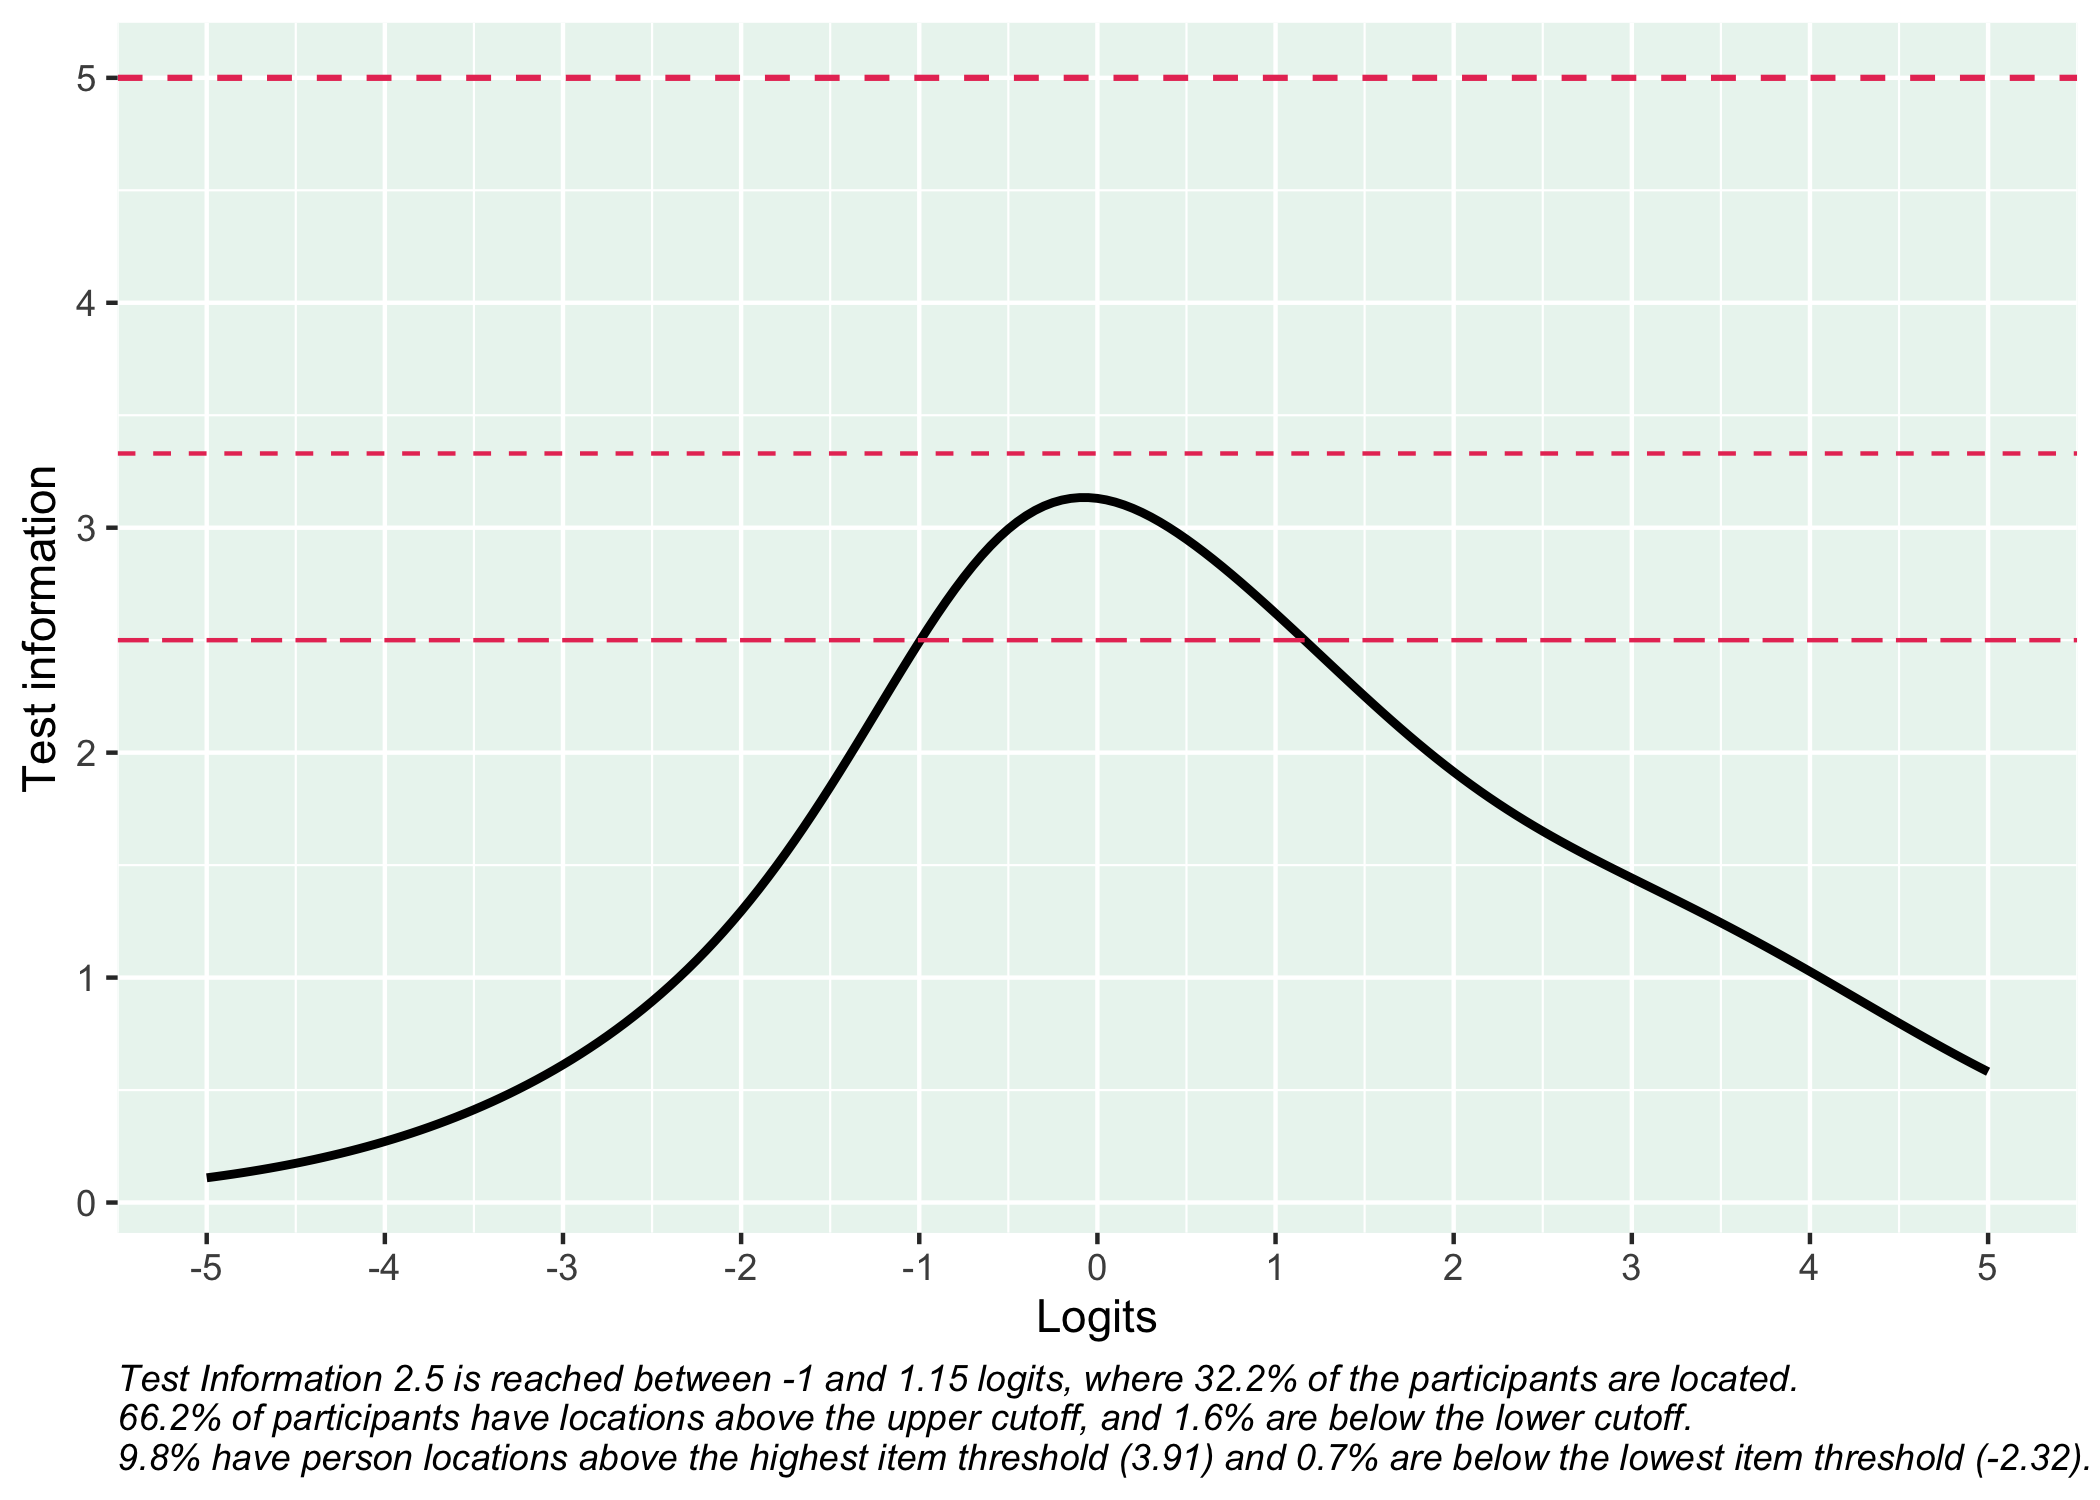 5
4
3
2
1
0
Test information
-5 -4 -3 -2 -1 0 1 2 3 4 5
Logits
Test Information 2.5 is reached between -1 and 1.15 logits, where 32.2% of the participants are located.
66.2% of participants have locations above the upper cutoff, and 1.6% are below the lower cutoff.
9.8% have person locations above the highest item threshold (3.91) and 0.7% are below the lowest item threshold (-2.32).